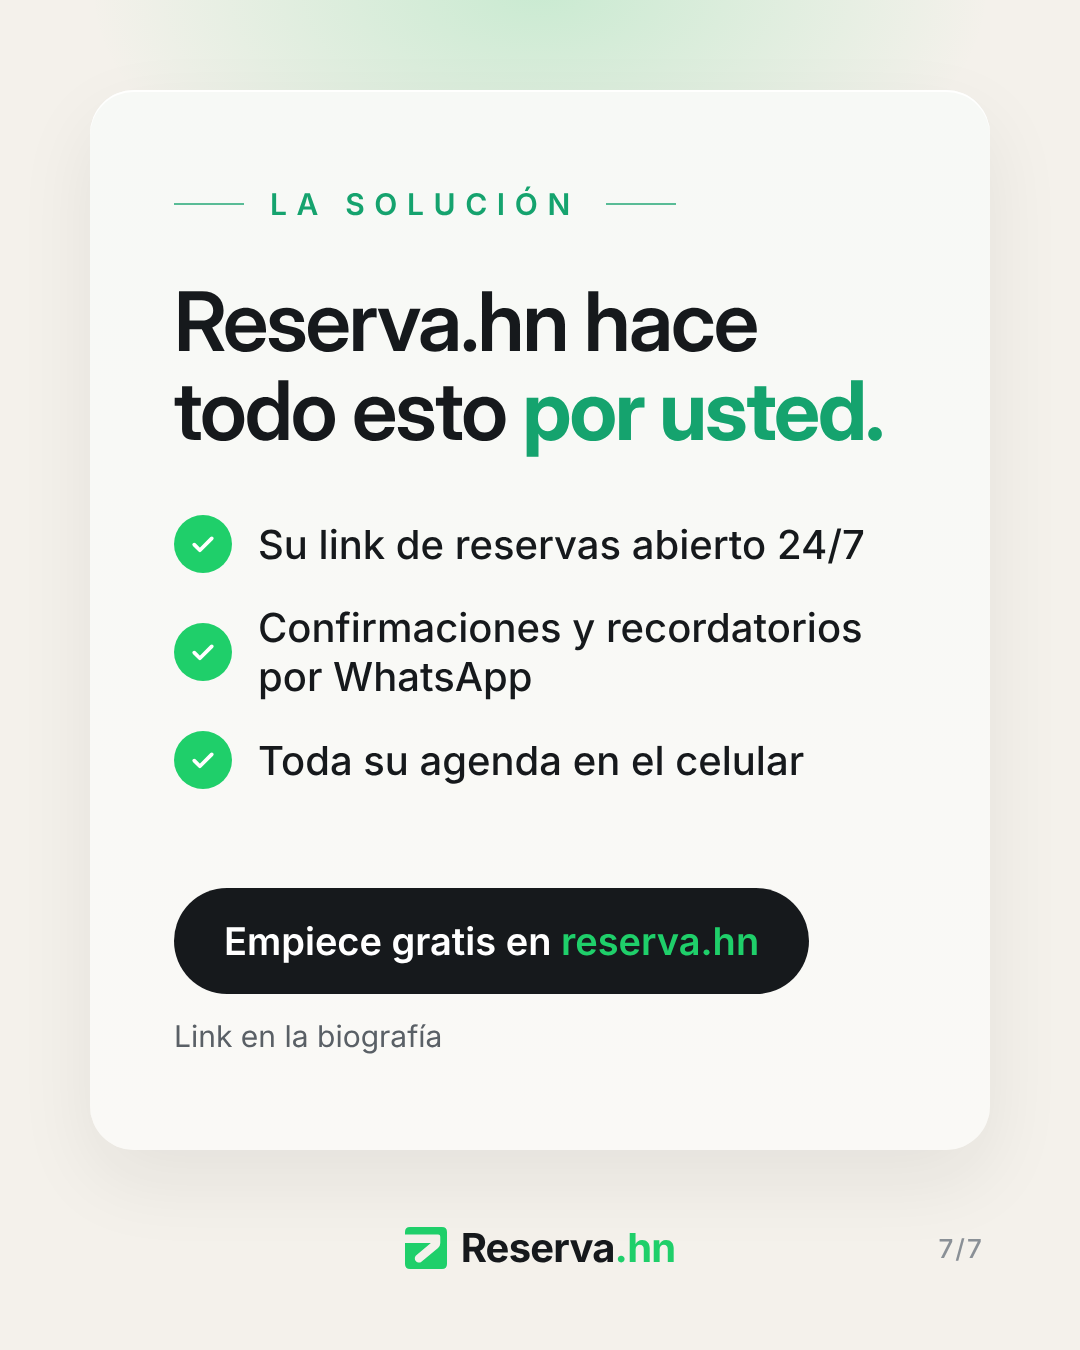 LA SOLUCIÓN
Reserva.hn hace
todo esto por usted.
Su link de reservas abierto 24/7
Confirmaciones y recordatorios
por WhatsApp
Toda su agenda en el celular
Empiece gratis en reserva.hn
Link en la biografía
Reserva.hn
7/7